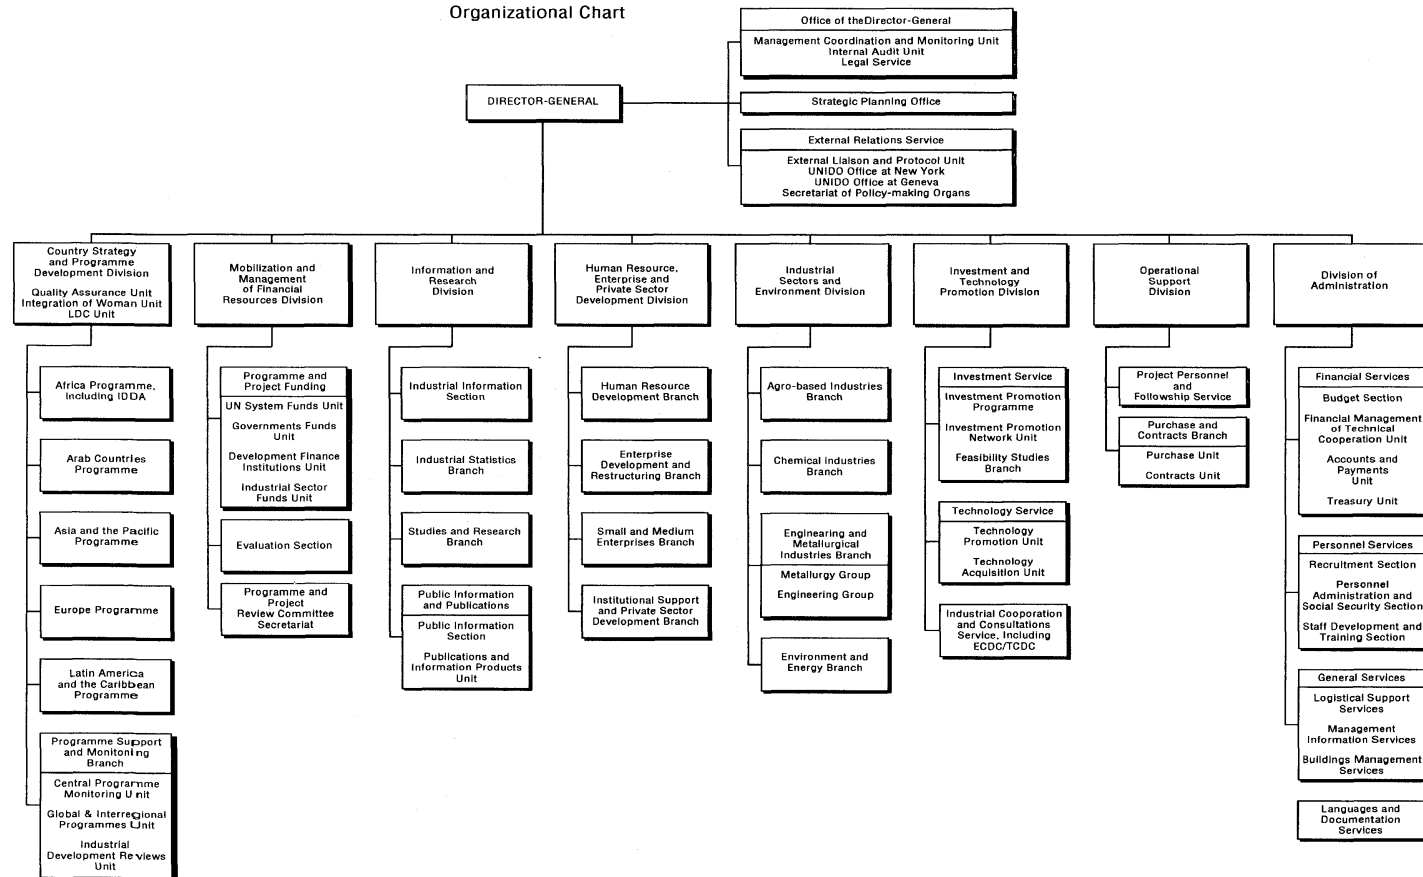 Organizational Chart
Office of theDirector-General
Management Coordination and Monitoring Unit
Internal Audit Unit
Legal Service
DIRECTOR-GENERAL
Strategic Planning Office
External Relations Service
External Liaison and Protocol Unit
UNIDO Office at New York
UNIDO Office at Geneva
Secretariat of Policy-making Organs
Country Strategy
and Programme
Development Division
Quality Assurance Unit
Integration of Woman Unit
LDC Unit
Africa Programme,
Including IDDA
Arab Countries
Programme
Asia and the Pacific
Programme
Europe Programme
Latin America
and the Caribbean
Programme
Programme Support
and Monitoning
Branch
Central Programme
Monitoring Unit
Global & Interregional
Programmes Unit
Industrial
Development Reviews
Unit
Mobilization and
Management
of Financial
Resources Division
Programme and
Project Funding
UN System Funds Unit
Governments Funds
Unit
Development Finance
Institutions Unit
Industrial Sector
Funds Unit
Evaluation Section
Programme and
Project
Review Committee
Secretariat
Information and
Research
Division
Industrial Information
Section
Industrial Statistics
Branch
Studies and Research
Branch
Public Information
and Publications
Public Information
Section
Publications and
Information Products
Unit
Human Resource,
Enterprise and
Private Sector
Development Division
Human Resource
Development Branch
Enterprise
Development and
Restructuring Branch
Small and Medium
Enterprises Branch
Institutional Support
and Private Sector
Development Branch
Industrial
Sectors and
Environment Division
Agro-based Industries
Branch
Chemical Industries
Branch
Engineering and
Metallurgical
Industries Branch
Metallurgy Group
Engineering Group
Environment and
Energy Branch
Investment and
Technology
Promotion Division
Investment Service
Investment Promotion
Programme
Investment Promotion
Network Unit
Feasibility Studies
Branch
Technology Service
Technology
Promotion Unit
Technology
Acquisition Unit
Industrial Cooporation
and Consultations
Service, Including
ECDC/TCDC
Operational
Support
Division
Project Personnel
and
Followship Service
Purchase and
Contracts Branch
Purchase Unit
Contracts Unit
Division of
Administration
Financial Services
Budget Section
Financial Management
of Technical
Cooperation Unit
Accounts and
Payments
Unit
Treasury Unit
Personnel Services
Recruitment Section
Personnel
Administration and
Social Security Section
Staff Development and
Training Section
General Services
Logistical Support
Services
Management
Information Services
Buildings Management
Services
Languages and
Documentation
Services